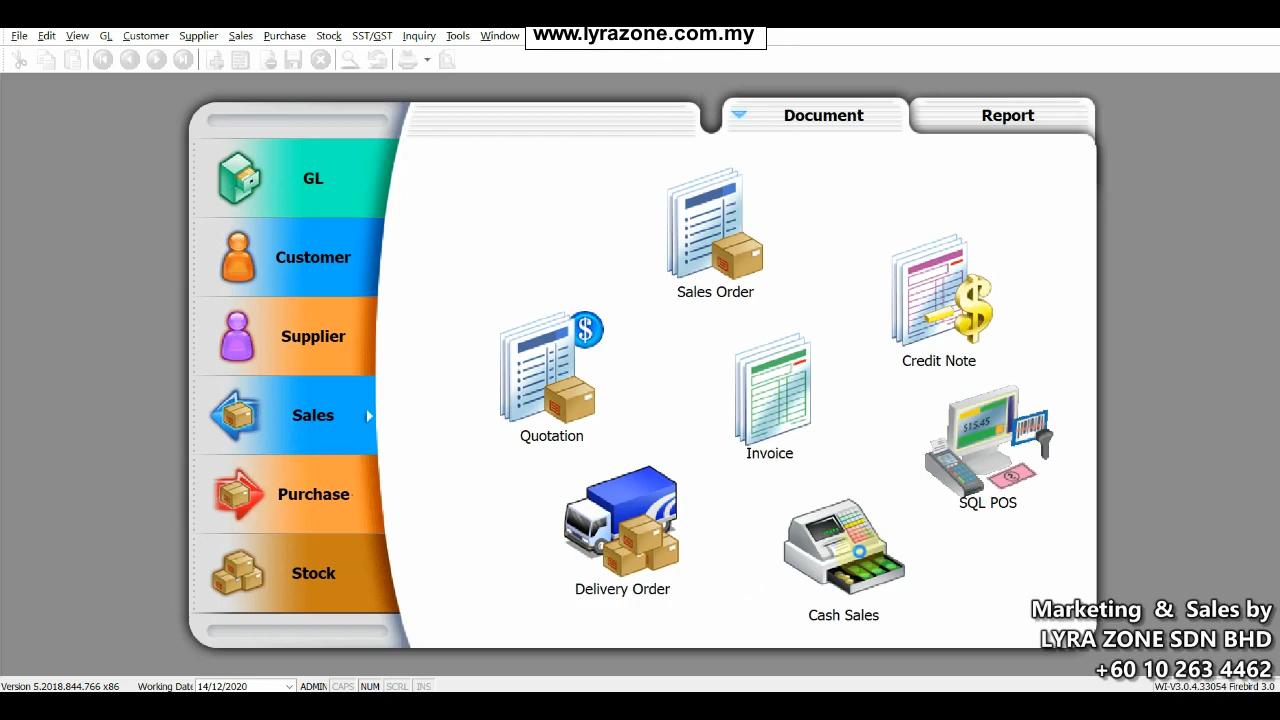 www.lyrazone.com.my
File Edit View GL Customer Supplier Sales Purchase Stock SST/GST Inquiry Tools Window
Document
Report
GL
Customer
Supplier
Sales
Purchase
Stock
Sales Order
Credit Note
$
$
Quotation
Invoice
$15.45
SQL POS
Delivery Order
Cash Sales
Marketing & Sales by
LYRA ZONE SDN BHD
+60 10 263 4462
Version 5.2018.844.766 x86 Working Date 14/12/2020 ADMIN CAPS NUM SCRL INS WI-V3.0.4.33054 Firebird 3.0